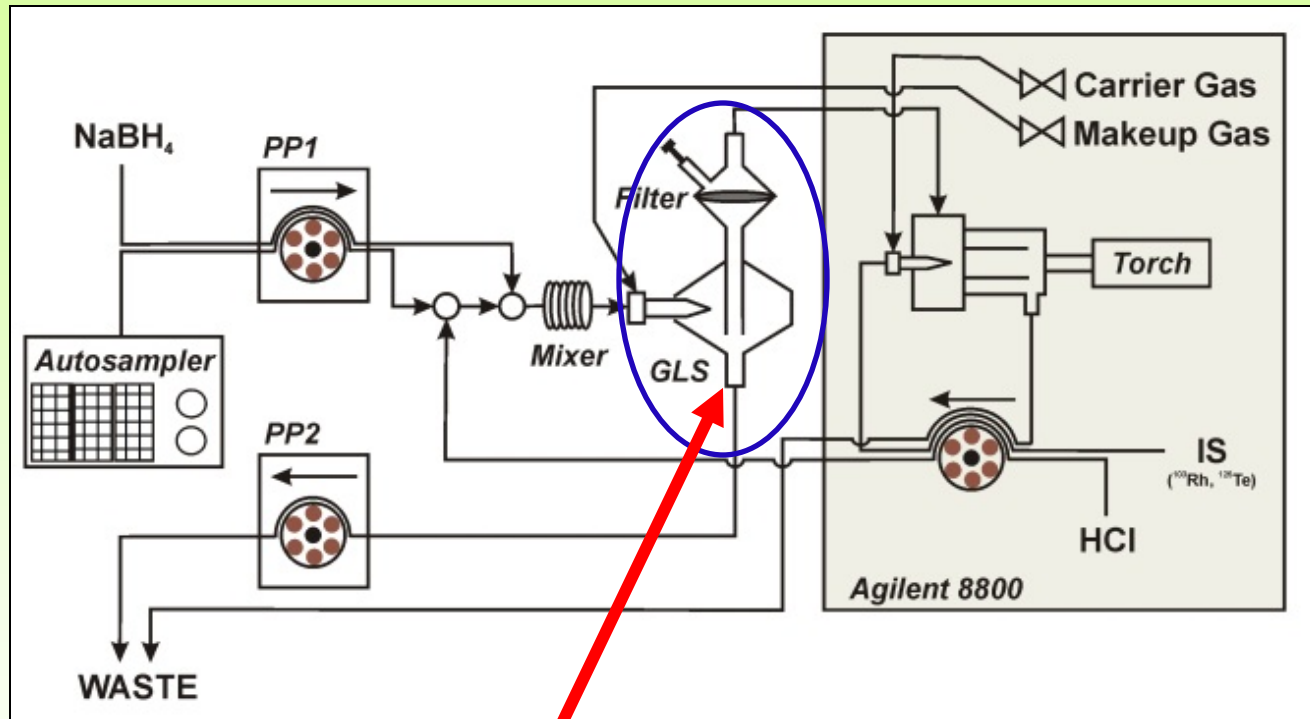 Carrier Gas
Makeup Gas
NaBH₄
PP1
Filter
Torch
Mixer
GLS
Autosampler
PP2
IS
(¹⁰³Rh, ¹²⁵Te)
HCl
Agilent 8800
WASTE